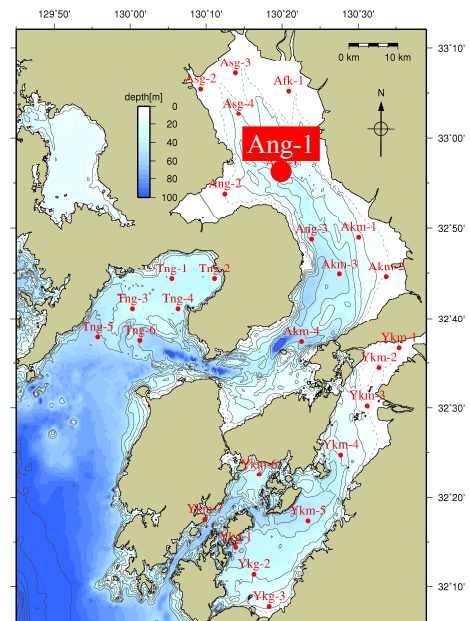 129˚50' 130˚00' 130˚10' 130˚20' 130˚30'
33˚10'
33˚00'
32˚50'
32˚40'
32˚30'
32˚20'
32˚10'
0 km 10 km
N
depth[m]
0
20
40
60
80
100
Asg-3
Asg-2
Afk-1
Asg-4
Ang-1
Ang-2
Ang-3
Akm-1
Akm-3
Akm-2
Akm-4
Tng-1
Tng-2
Tng-3
Tng-4
Tng-5
Tng-6
Ykm-1
Ykm-2
Ykm-3
Ykm-4
Ykm-6
Ykm-5
Ykm-7
Ykg-1
Ykg-2
Ykg-3